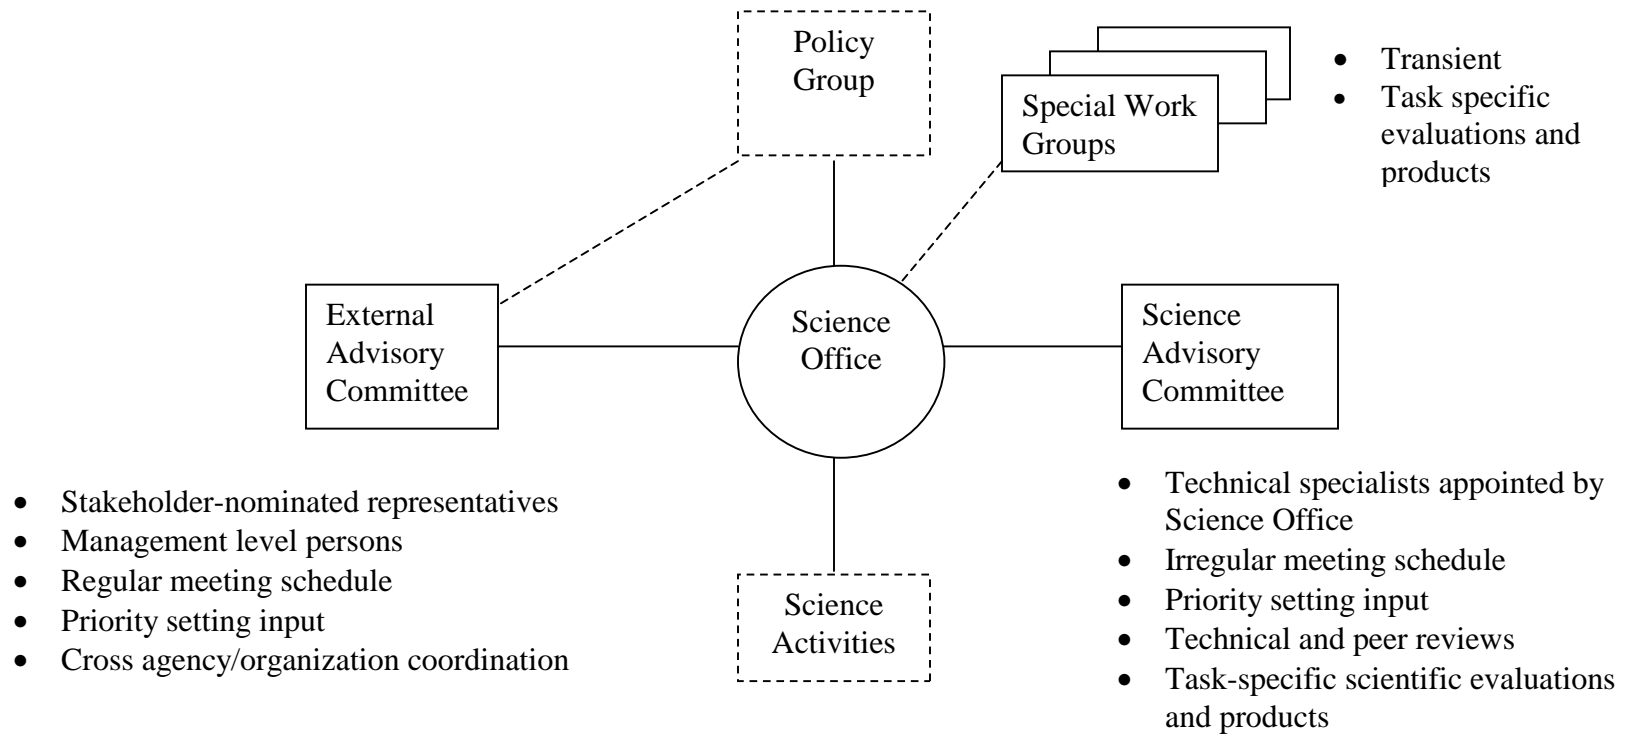 Policy
Group
Special Work
Groups
• Transient
• Task specific
evaluations and
products
External
Advisory
Committee
Science
Office
Science
Advisory
Committee
• Stakeholder-nominated representatives
• Management level persons
• Regular meeting schedule
• Priority setting input
• Cross agency/organization coordination
Science
Activities
• Technical specialists appointed by
Science Office
• Irregular meeting schedule
• Priority setting input
• Technical and peer reviews
• Task-specific scientific evaluations
and products